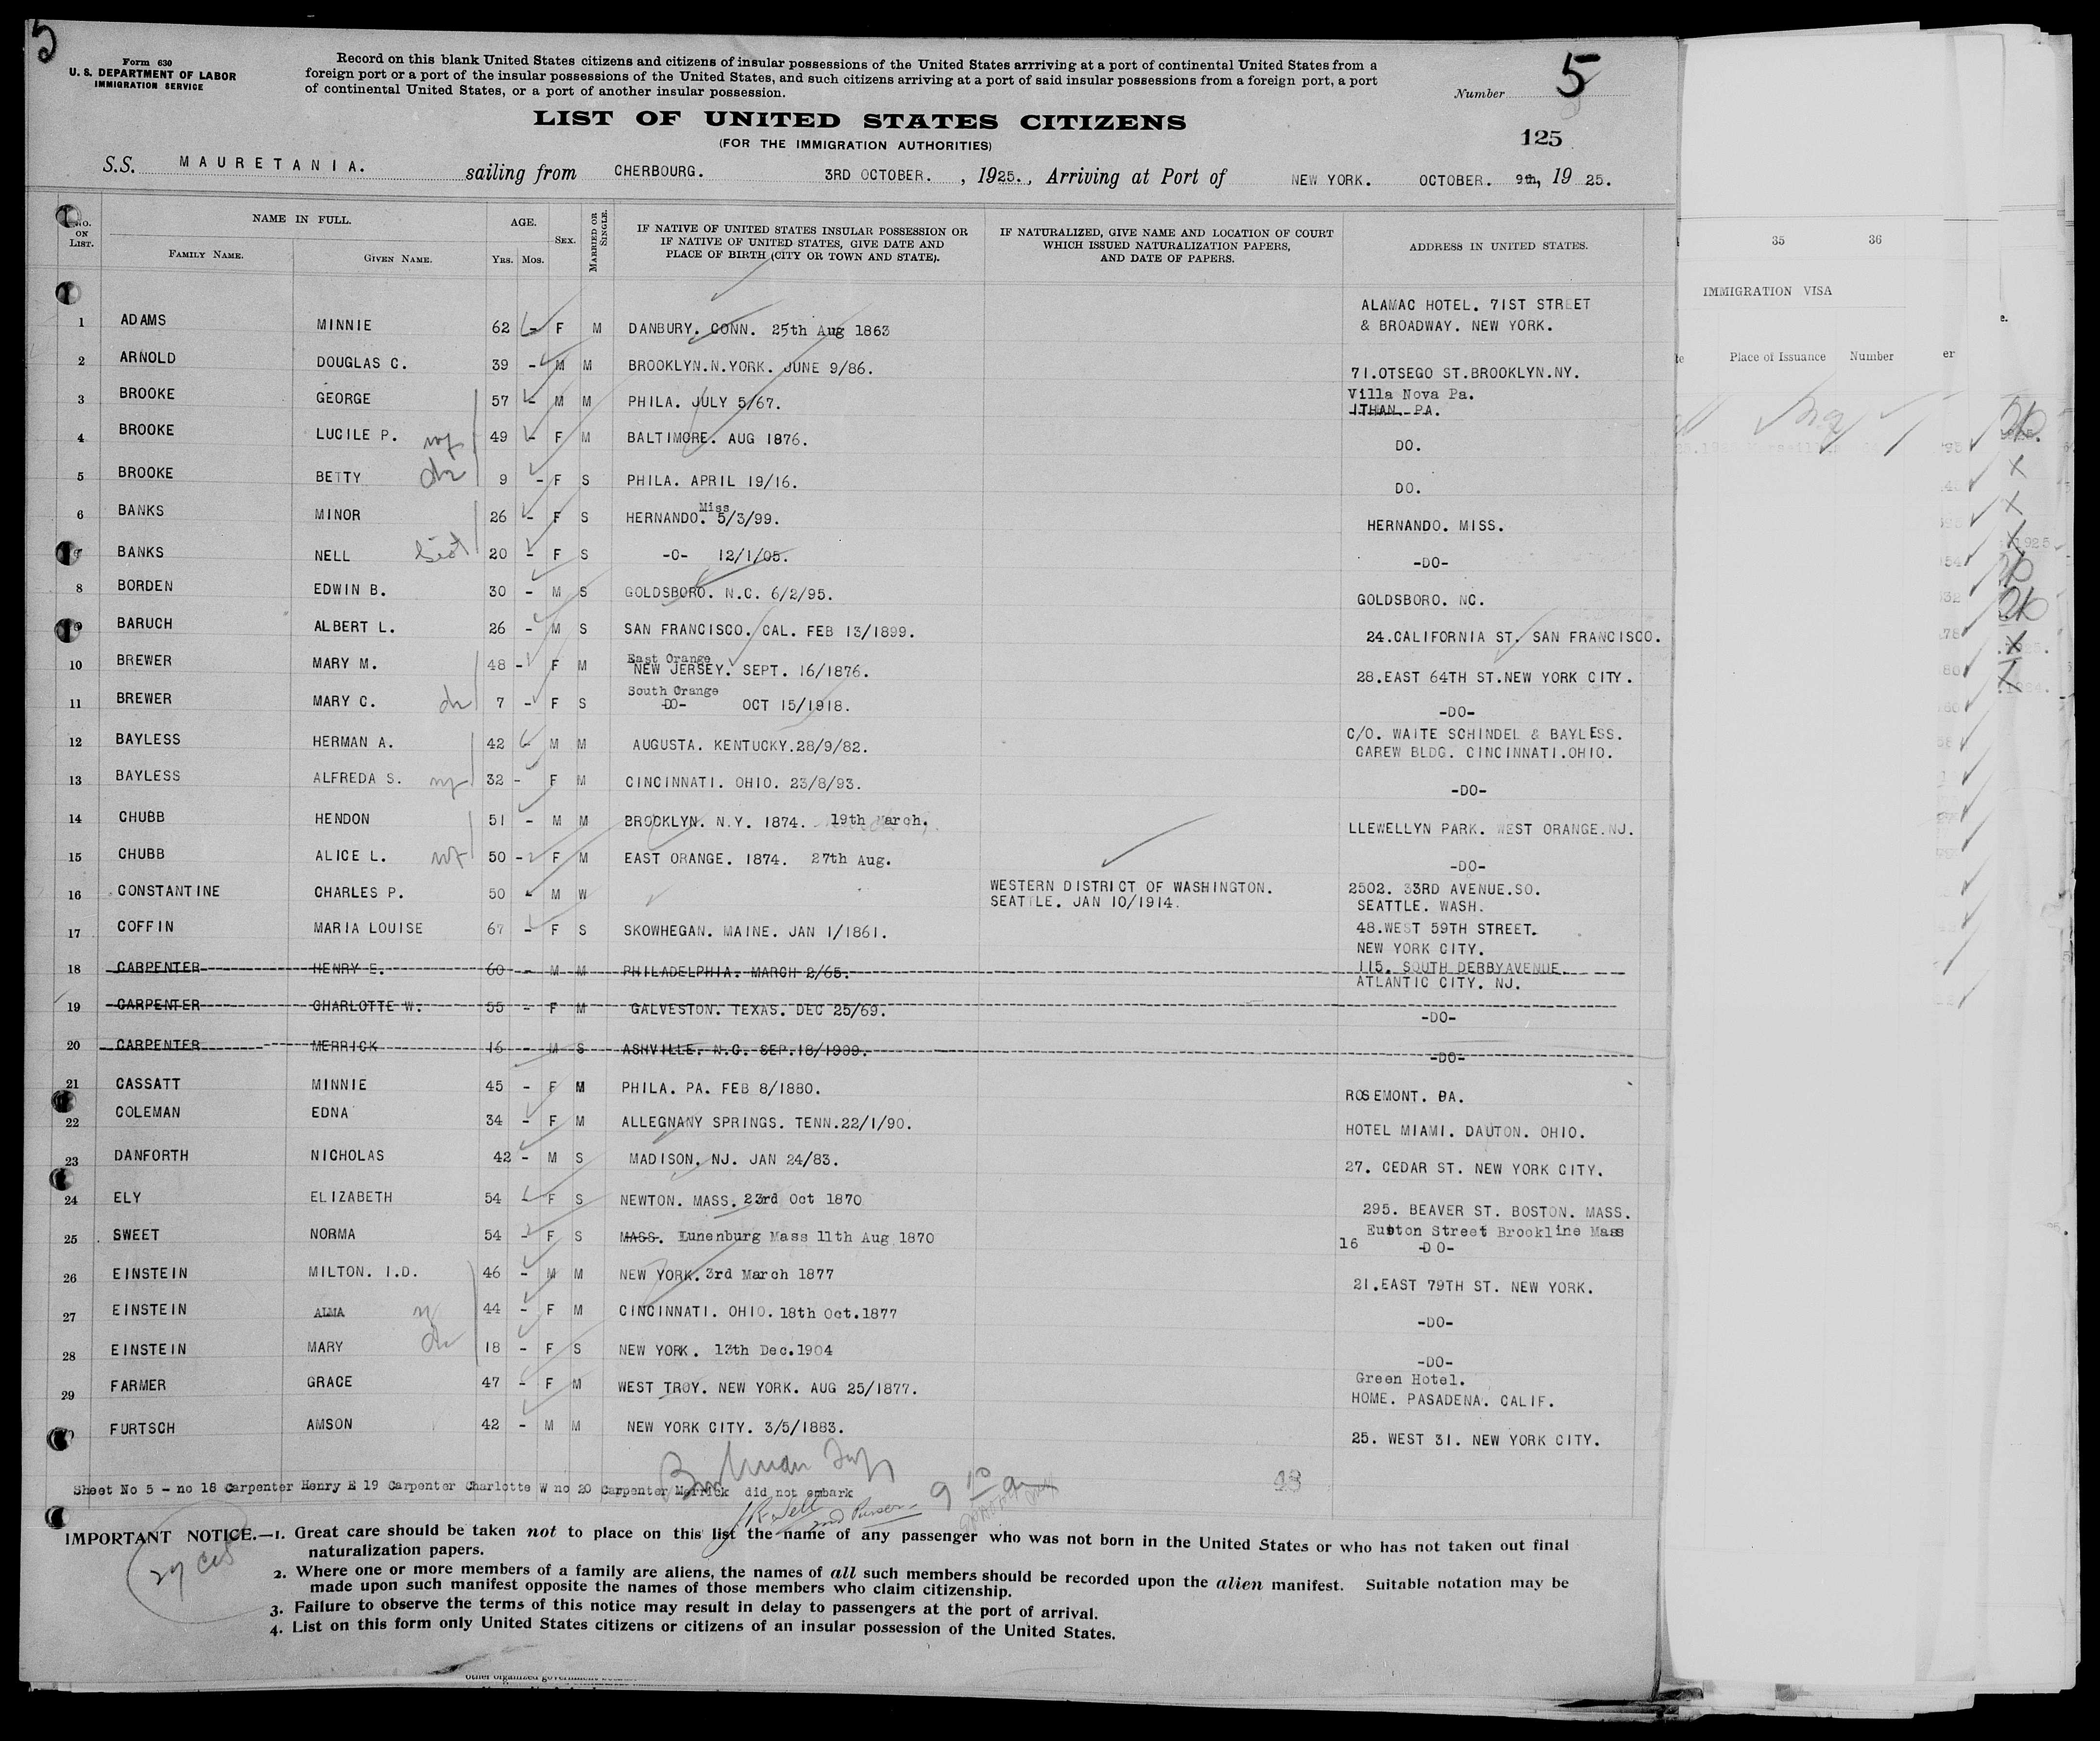 5
Form 630
U. S. DEPARTMENT OF LABOR
IMMIGRATION SERVICE
Record on this blank United States citizens and citizens of insular possessions of the United States arrriving at a port of continental United States from a
foreign port or a port of the insular possessions of the United States, and such citizens arriving at a port of said insular possessions from a foreign port, a port
of continental United States, or a port of another insular possession.
Number 5
LIST OF UNITED STATES CITIZENS
(FOR THE IMMIGRATION AUTHORITIES)
125
S.S. MAURETANIA. sailing from CHERBOURG. 3RD OCTOBER. , 1925., Arriving at Port of NEW YORK. OCTOBER. 9th, 19 25.
NO. ON LIST.
NAME IN FULL.
FAMILY NAME. GIVEN NAME.
AGE.
YRS. MOS.
SEX.
MARRIED OR SINGLE.
IF NATIVE OF UNITED STATES INSULAR POSSESSION OR
IF NATIVE OF UNITED STATES, GIVE DATE AND
PLACE OF BIRTH (CITY OR TOWN AND STATE).
IF NATURALIZED, GIVE NAME AND LOCATION OF COURT
WHICH ISSUED NATURALIZATION PAPERS,
AND DATE OF PAPERS.
ADDRESS IN UNITED STATES.
1 ADAMS MINNIE 62 - F M DANBURY. CONN. 25th Aug 1863 ALAMAC HOTEL. 71ST STREET
& BROADWAY. NEW YORK.
2 ARNOLD DOUGLAS C. 39 - M M BROOKLYN.N.YORK. JUNE 9/86. 71.OTSEGO ST.BROOKLYN.NY.
3 BROOKE GEORGE 57 - M M PHILA. JULY 5/67. Villa Nova Pa.
ITHAN. PA.
4 BROOKE LUCILE P. wf 49 - F M BALTIMORE. AUG 1876. DO.
5 BROOKE BETTY 9 - F S PHILA. APRIL 19/16. DO.
6 BANKS MINOR 26 - F S HERNANDO. Miss 5/3/99. HERNANDO. MISS.
7 BANKS NELL Sist 20 - F S -O- 12/1/05. -DO-
8 BORDEN EDWIN B. 30 - M S GOLDSBORO. N.C. 6/2/95. GOLDSBORO. NC.
9 BARUCH ALBERT L. 26 - M S SAN FRANCISCO. CAL. FEB 13/1899. 24.CALIFORNIA ST. SAN FRANCISCO.
10 BREWER MARY M. 48 - F M East Orange
NEW JERSEY. SEPT. 16/1876. 28.EAST 64TH ST.NEW YORK CITY.
11 BREWER MARY C. 7 - F S South Orange
-DO- OCT 15/1918. -DO-
12 BAYLESS HERMAN A. 42 - M M AUGUSTA. KENTUCKY.28/9/82. C/O. WAITE SCHINDEL & BAYLESS.
CAREW BLDG. CINCINNATI.OHIO.
13 BAYLESS ALFREDA S. wf 32 - F M CINCINNATI. OHIO. 23/8/93. -DO-
14 CHUBB HENDON 51 - M M BROOKLYN. N.Y. 1874. 19th March. LLEWELLYN PARK. WEST ORANGE.NJ.
15 CHUBB ALICE L. wf 50 - F M EAST ORANGE. 1874. 27th Aug. -DO-
16 CONSTANTINE CHARLES P. 50 - M W WESTERN DISTRICT OF WASHINGTON.
SEATTLE. JAN 10/1914. 2502. 33RD AVENUE.SO.
SEATTLE. WASH.
17 COFFIN MARIA LOUISE 67 - F S SKOWHEGAN. MAINE. JAN 1/1861. 48.WEST 59TH STREET.
NEW YORK CITY.
18 CARPENTER HENRY E. 60 - M M PHILADELPHIA. MARCH 2/65. 115. SOUTH DERBYAVENUE
ATLANTIC CITY. NJ.
19 CARPENTER CHARLOTTE W. 55 - F M GALVESTON. TEXAS. DEC 25/69. -DO-
20 CARPENTER MERRICK 16 - M S ASHVILLE. N.C. SEP.18/1909. -DO-
21 CASSATT MINNIE 45 - F M PHILA. PA. FEB 8/1880. ROSEMONT. PA.
22 COLEMAN EDNA 34 - F M ALLEGNANY SPRINGS. TENN.22/1/90. HOTEL MIAMI. DAUTON. OHIO.
23 DANFORTH NICHOLAS 42 - M S MADISON. NJ. JAN 24/83. 27. CEDAR ST. NEW YORK CITY.
24 ELY ELIZABETH 54 - F S NEWTON. MASS. 23rd Oct 1870 295. BEAVER ST. BOSTON. MASS.
25 SWEET NORMA 54 - F S MASS. Lunenburg Mass 11th Aug 1870 16 Euston Street Brookline Mass
-DO-
26 EINSTEIN MILTON. I.D. 46 - M M NEW YORK. 3rd March 1877 21.EAST 79TH ST. NEW YORK.
27 EINSTEIN ALMA 44 - F M CINCINNATI. OHIO. 18th Oct.1877 -DO-
28 EINSTEIN MARY 18 - F S NEW YORK. 13th Dec.1904 -DO-
29 FARMER GRACE 47 - F M WEST TROY. NEW YORK. AUG 25/1877. Green Hotel.
HOME. PASADENA. CALIF.
FURTSCH AMSON 42 - M M NEW YORK CITY. 3/5/1883. 25. WEST 31. NEW YORK CITY.
Sheet No 5 - no 18 Carpenter Henry E 19 Carpenter Charlotte W no 20 Carpenter Merrick did not embark
IMPORTANT NOTICE.—1. Great care should be taken not to place on this list the name of any passenger who was not born in the United States or who has not taken out final
naturalization papers.
2. Where one or more members of a family are aliens, the names of all such members should be recorded upon the alien manifest. Suitable notation may be
made upon such manifest opposite the names of those members who claim citizenship.
3. Failure to observe the terms of this notice may result in delay to passengers at the port of arrival.
4. List on this form only United States citizens or citizens of an insular possession of the United States.
35 36
IMMIGRATION VISA
Place of Issuance Number